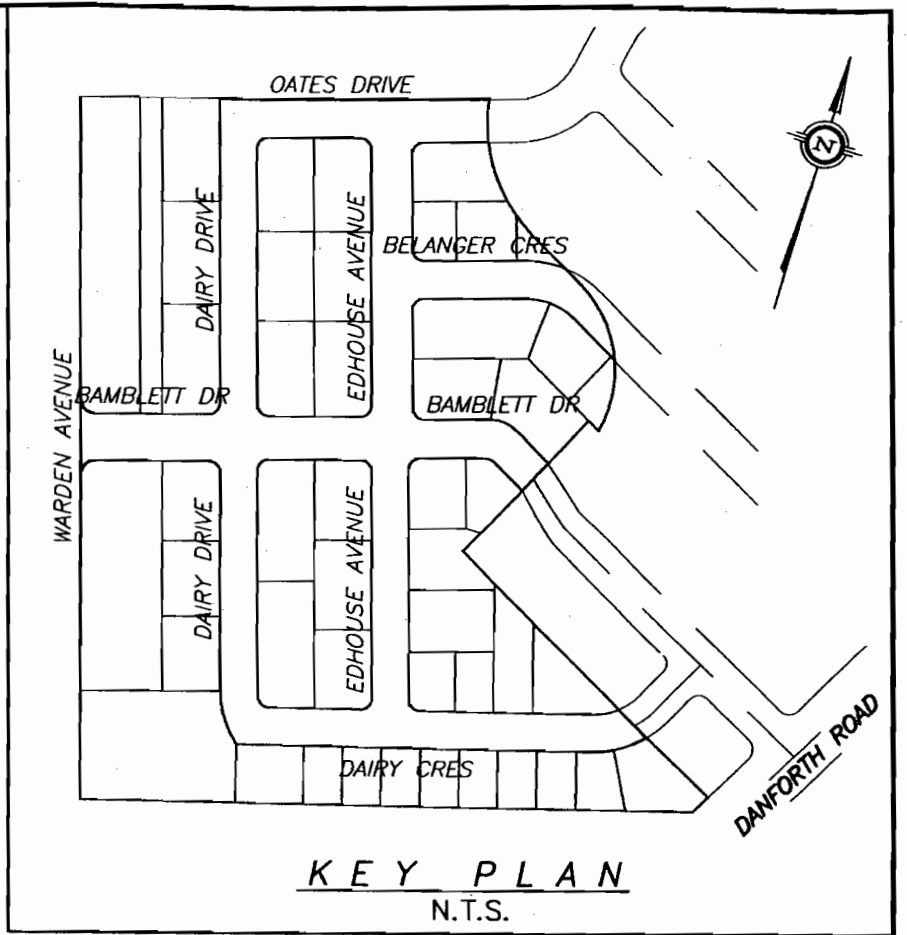 OATES DRIVE
N
DAIRY DRIVE
EDHOUSE AVENUE
BELANGER CRES
WARDEN AVENUE
BAMBLETT DR
BAMBLETT DR
DAIRY DRIVE
EDHOUSE AVENUE
DANFORTH ROAD
DAIRY CRES
KEY PLAN
N.T.S.